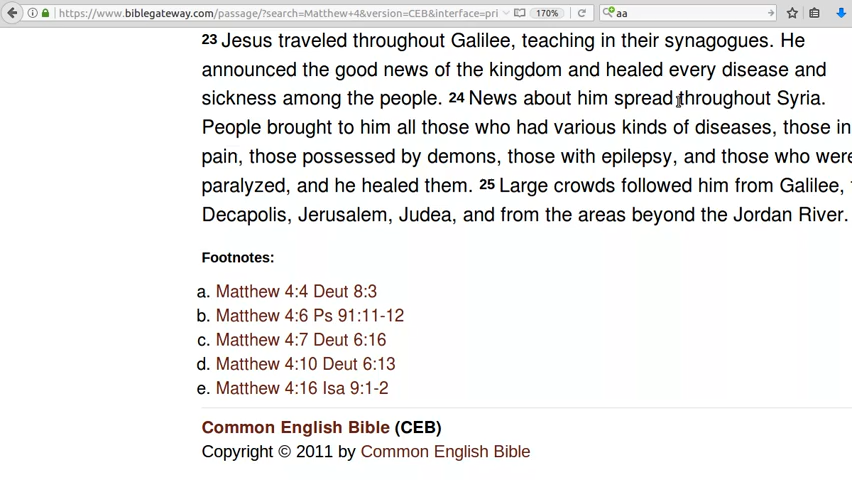 https://www.biblegateway.com/passage/?search=Matthew+4&version=CEB&interface=pri
170%
aa
23 Jesus traveled throughout Galilee, teaching in their synagogues. He
announced the good news of the kingdom and healed every disease and
sickness among the people. 24 News about him spread throughout Syria.
People brought to him all those who had various kinds of diseases, those in
pain, those possessed by demons, those with epilepsy, and those who were
paralyzed, and he healed them. 25 Large crowds followed him from Galilee,
Decapolis, Jerusalem, Judea, and from the areas beyond the Jordan River.
Footnotes:
a. Matthew 4:4 Deut 8:3
b. Matthew 4:6 Ps 91:11-12
c. Matthew 4:7 Deut 6:16
d. Matthew 4:10 Deut 6:13
e. Matthew 4:16 Isa 9:1-2
Common English Bible (CEB)
Copyright © 2011 by Common English Bible